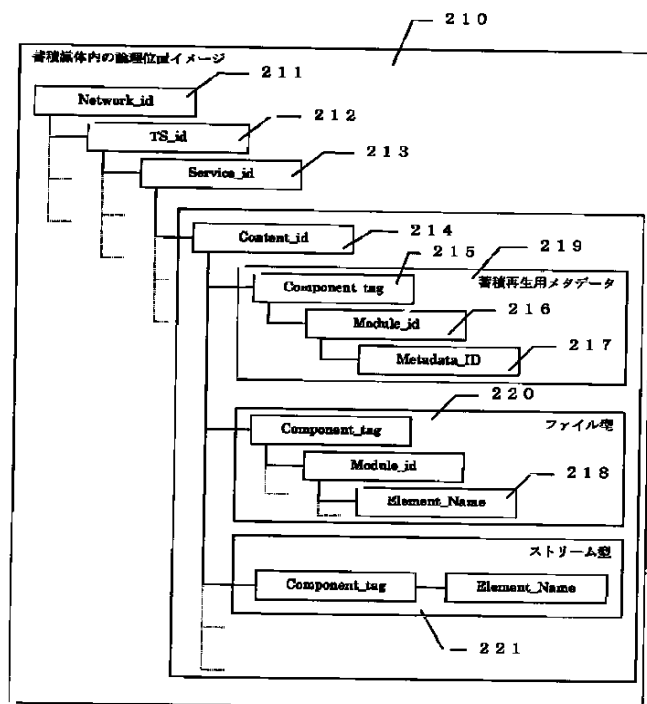 210
蓄積媒体内の論理位置イメージ
211
Network_id
212
TS_id
213
Service_id
214
Content_id
215
219
Component_tag
蓄積再生用メタデータ
216
Module_id
217
Metadata_ID
220
Component_tag
ファイル型
Module_id
218
Element_Name
ストリーム型
Component_tag
Element_Name
221